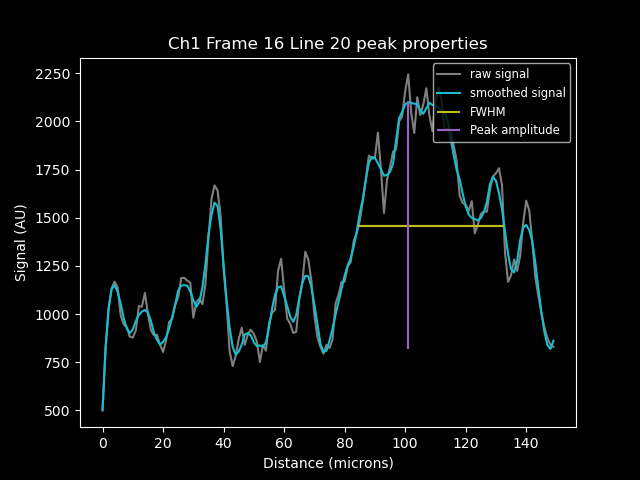 Ch1 Frame 16 Line 20 peak properties
raw signal
smoothed signal
FWHM
Peak amplitude
Signal (AU)
2250
2000
1750
1500
1250
1000
750
500
0 20 40 60 80 100 120 140
Distance (microns)